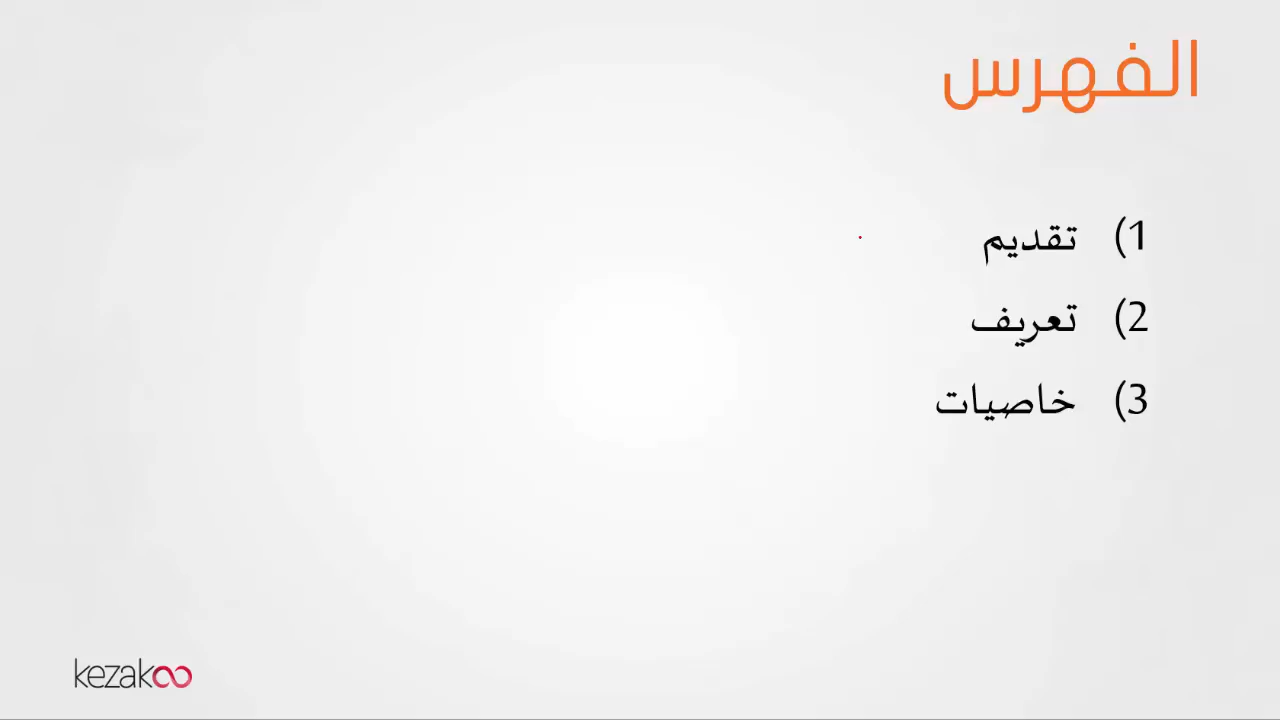 الفهرس
1) تقديم
2) تعريف
3) خاصيات
kezakoo